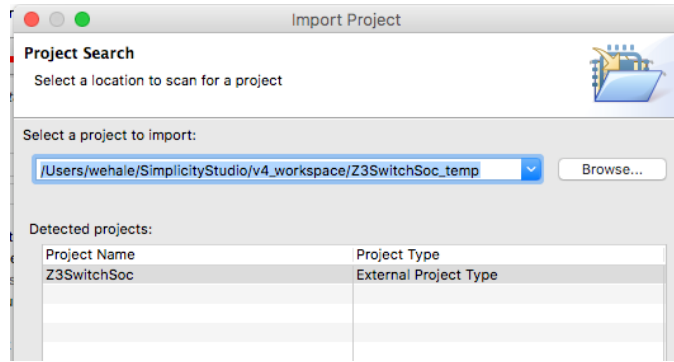 Import Project
Project Search
Select a location to scan for a project
Select a project to import:
/Users/wehale/SimplicityStudio/v4_workspace/Z3SwitchSoc_temp
Browse...
Detected projects:
Project Name Project Type
Z3SwitchSoc External Project Type